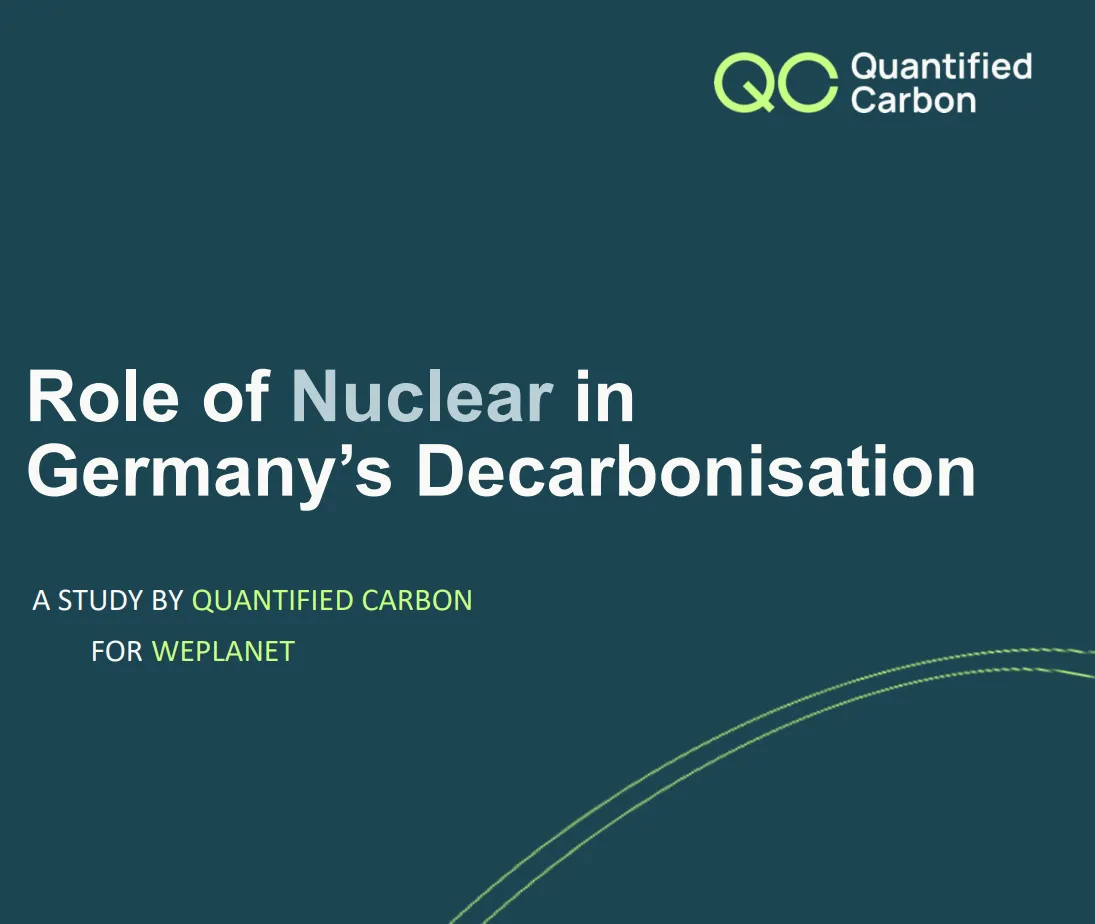 QC Quantified
Carbon
Role of Nuclear in
Germany’s Decarbonisation
A STUDY BY QUANTIFIED CARBON
FOR WEPLANET